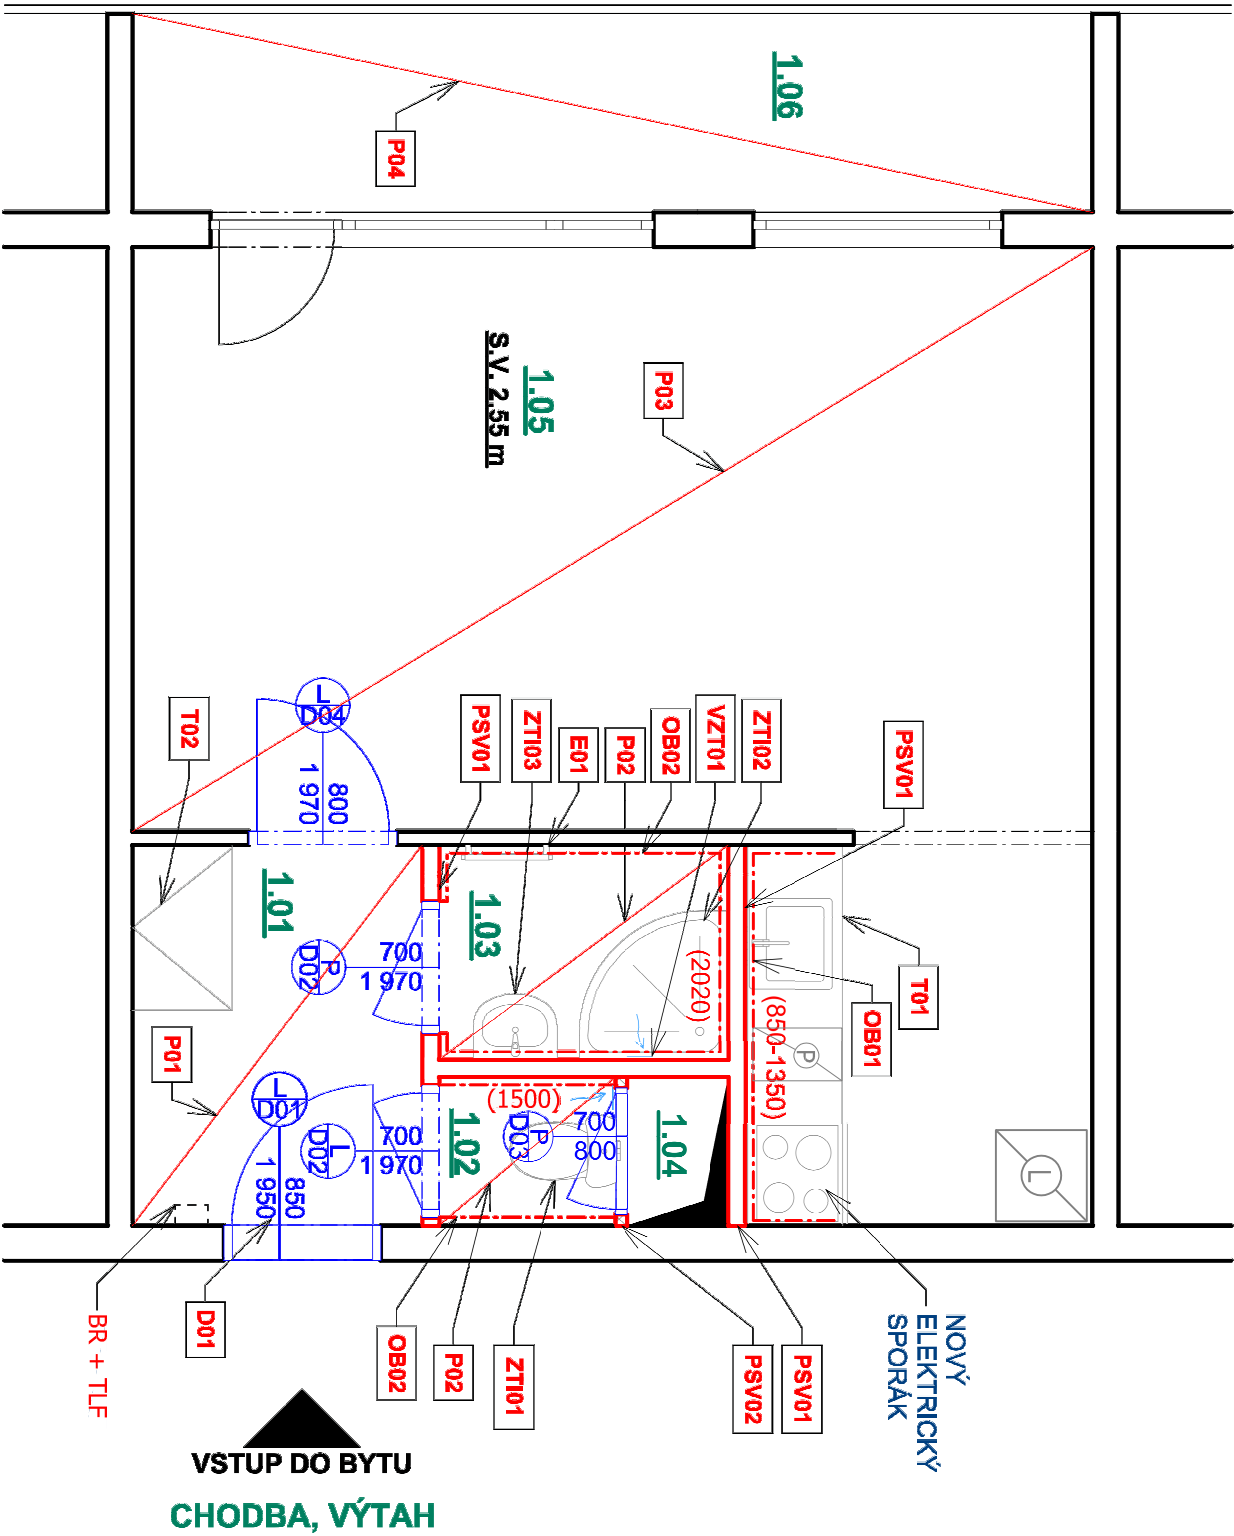 1.06
P04
1.05
S.V. 2.55 m
P03
T02
L
D04
800
1 970
PSV01
ZTI03
E01
P02
OB02
VZT01
ZTI02
PSV01
1.01
1.03
P
D02
700
1 970
(2020)
T01
OB01
(850-1350)
P
P01
L
D01
850
1 950
L
D02
700
1 970
1.02
(1500)
P
D03
700
800
1.04
L
BR + TLF
D01
OB02
P02
ZTI01
PSV02
PSV01
NOVÝ
ELEKTRICKÝ
SPORÁK
VSTUP DO BYTU
CHODBA, VÝTAH